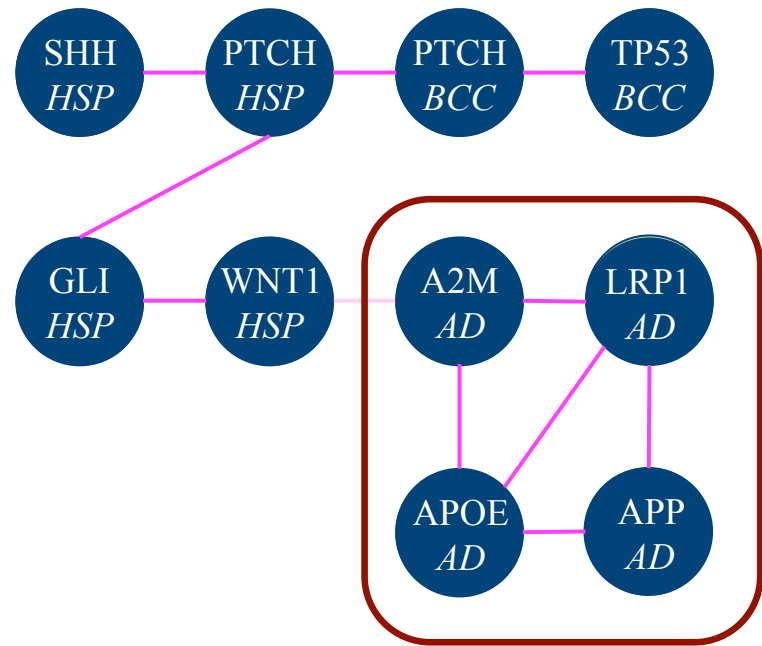 SHH
HSP
PTCH
HSP
PTCH
BCC
TP53
BCC
GLI
HSP
WNT1
HSP
A2M
AD
LRP1
AD
APOE
AD
APP
AD